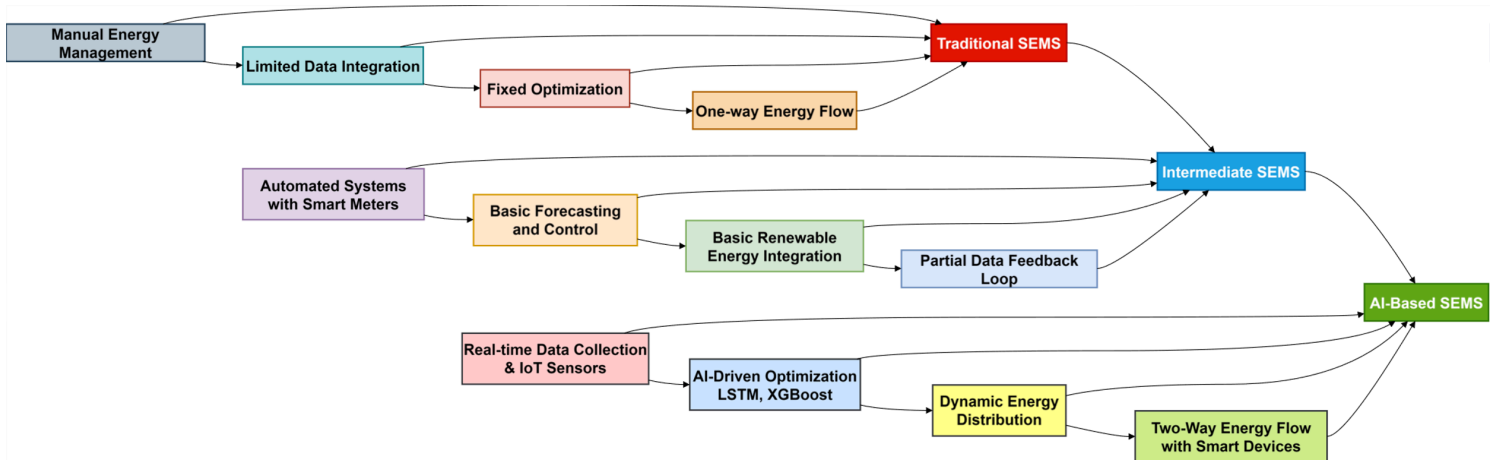 Manual Energy
Management
Limited Data Integration
Fixed Optimization
One-way Energy Flow
Traditional SEMS
Automated Systems
with Smart Meters
Basic Forecasting
and Control
Basic Renewable
Energy Integration
Partial Data Feedback
Loop
Intermediate SEMS
Real-time Data Collection
& IoT Sensors
AI-Driven Optimization
LSTM, XGBoost
Dynamic Energy
Distribution
Two-Way Energy Flow
with Smart Devices
AI-Based SEMS